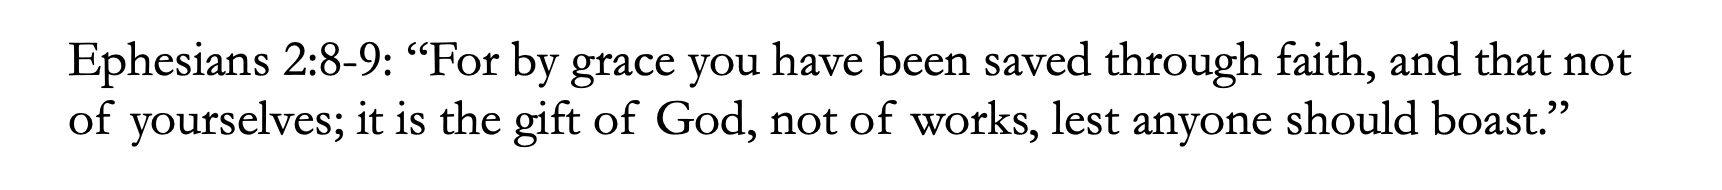 Ephesians 2:8-9: “For by grace you have been saved through faith, and that not
of yourselves; it is the gift of God, not of works, lest anyone should boast.”